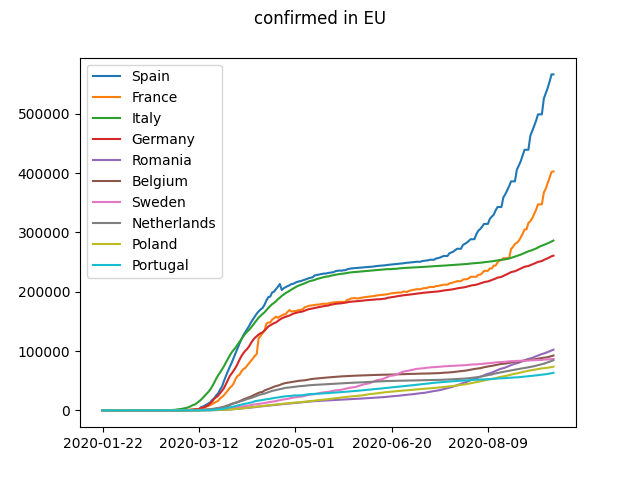 confirmed in EU
Spain
France
Italy
Germany
Romania
Belgium
Sweden
Netherlands
Poland
Portugal
500000
400000
300000
200000
100000
0
2020-01-22 2020-03-12 2020-05-01 2020-06-20 2020-08-09